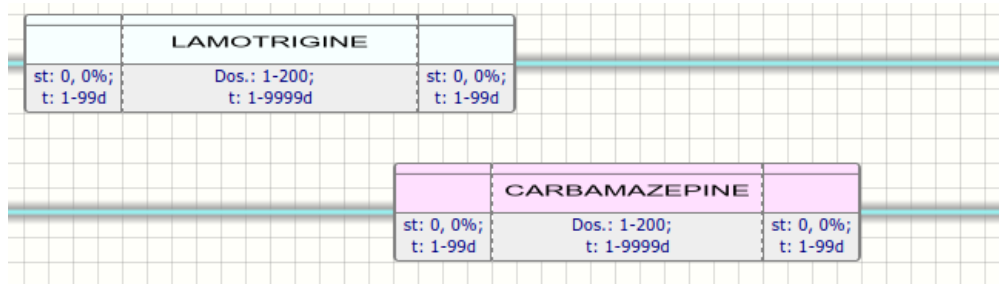 LAMOTRIGINE
st: 0, 0%; Dos.: 1-200; st: 0, 0%;
t: 1-99d t: 1-9999d t: 1-99d
CARBAMAZEPINE
st: 0, 0%; Dos.: 1-200; st: 0, 0%;
t: 1-99d t: 1-9999d t: 1-99d